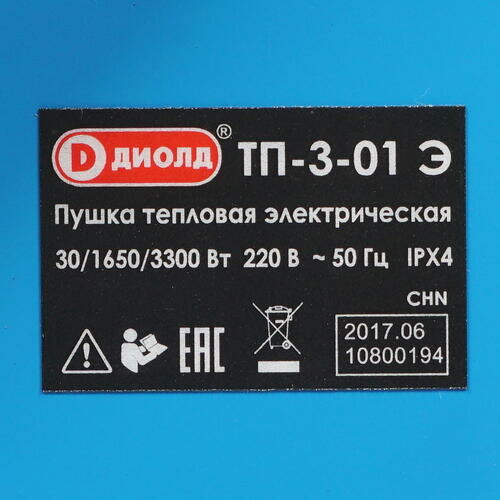 D ДИОЛД ® ТП-3-01 Э
Пушка тепловая электрическая
30/1650/3300 Вт 220 В ~ 50 Гц IPX4
CHN
EAC
2017.06
10800194